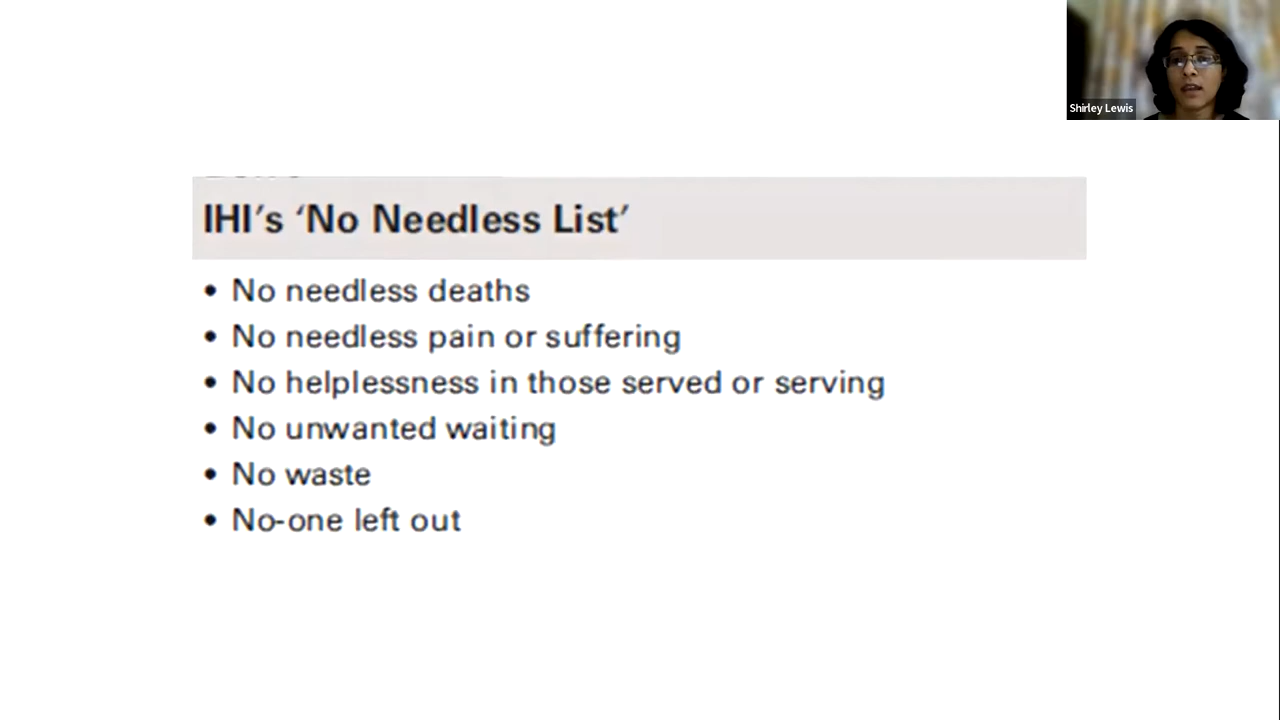 Shirley Lewis
IHI’s ‘No Needless List’
• No needless deaths
• No needless pain or suffering
• No helplessness in those served or serving
• No unwanted waiting
• No waste
• No-one left out